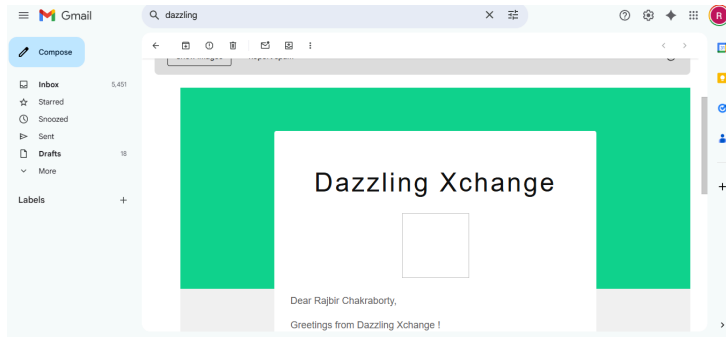 Gmail
dazzling
R
Compose
Inbox 5,451
Starred
Snoozed
Sent
Drafts 18
More
Labels
Dazzling Xchange
Dear Rajbir Chakraborty,
Greetings from Dazzling Xchange !